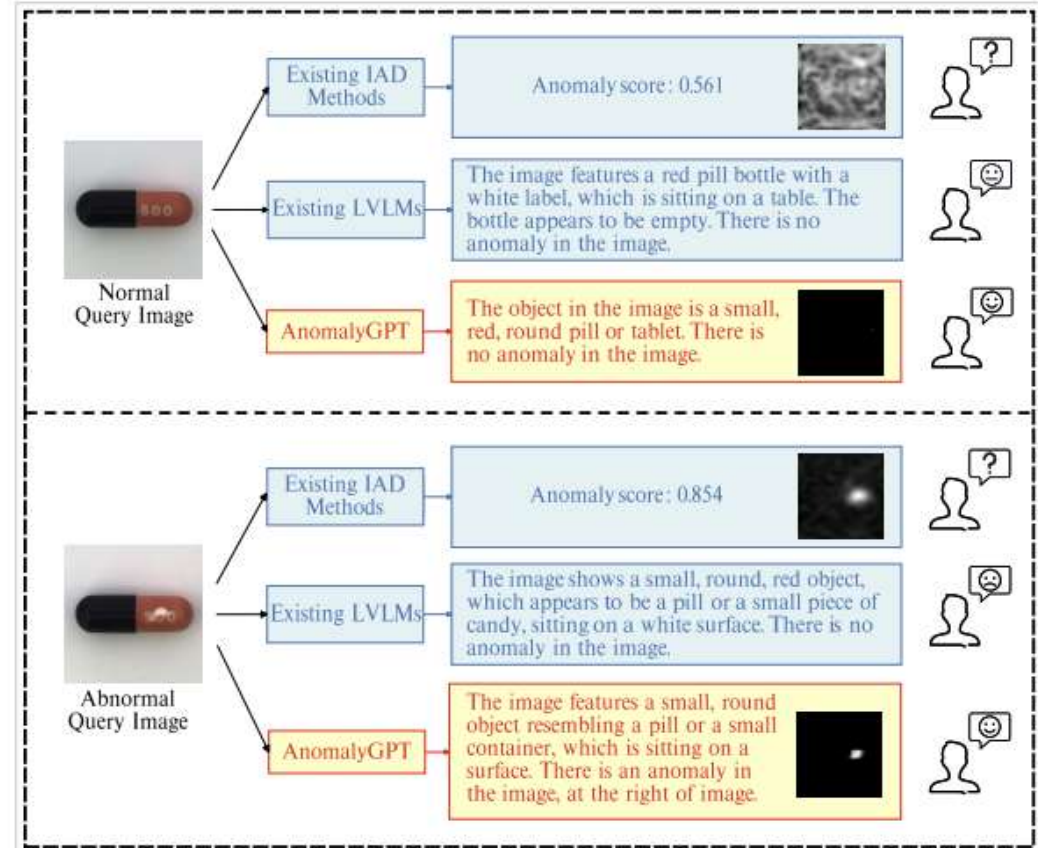 Existing IAD
Methods
Anomaly score: 0.561
?
500
Normal
Query Image
Existing LVLMs
The image features a red pill bottle with a
white label, which is sitting on a table. The
bottle appears to be empty. There is no
anomaly in the image.
AnomalyGPT
The object in the image is a small,
red, round pill or tablet. There is
no anomaly in the image.
Existing IAD
Methods
Anomaly score: 0.854
?
Abnormal
Query Image
Existing LVLMs
The image shows a small, round, red object,
which appears to be a pill or a small piece of
candy, sitting on a white surface. There is no
anomaly in the image.
AnomalyGPT
The image features a small, round
object resembling a pill or a small
container, which is sitting on a
surface. There is an anomaly in
the image, at the right of image.